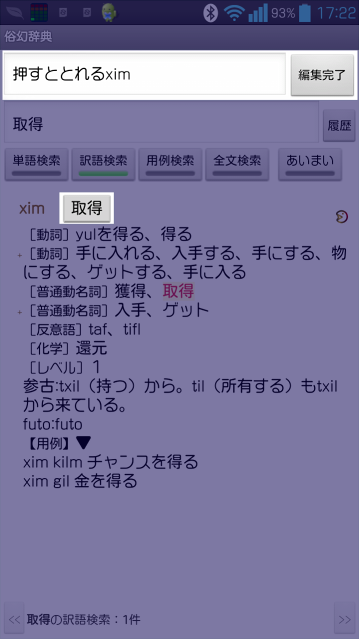 93% 17:22
俗幻辞典
押すととれるxim 編集完了
取得 履歴
単語検索 訳語検索 用例検索 全文検索 あいまい
xim 取得
［動詞］yulを得る、得る
+［動詞］手に入れる、入手する、手にする、物
にする、ゲットする、手に入る
［普通動名詞］獲得、取得
+［普通動名詞］入手、ゲット
［反意語］taf、tifl
［化学］還元
［レベル］1
参古:txil（持つ）から。til（所有する）もtxil
から来ている。
futo:futo
【用例】▼
xim kilm チャンスを得る
xim gil 金を得る
<< 取得の訳語検索：1件 >>